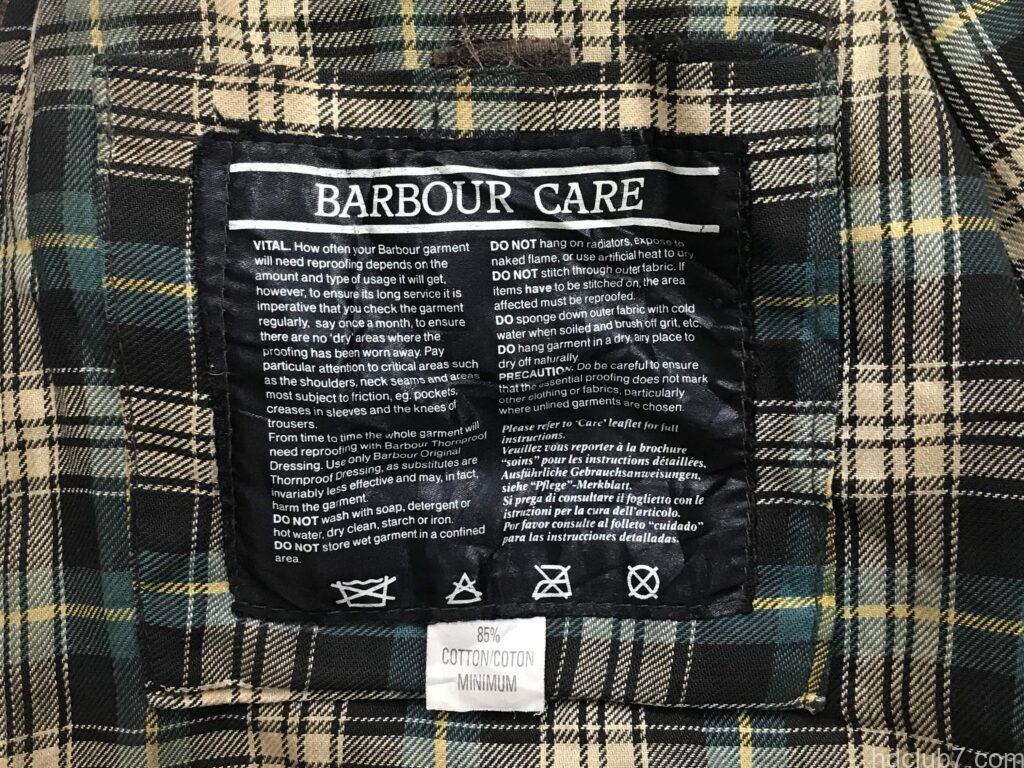 BARBOUR CARE
VITAL. How often your Barbour garment
will need reproofing depends on the
amount and type of usage it will get,
however, to ensure its long service it is
imperative that you check the garment
regularly, say once a month, to ensure
there are no 'dry' areas where the
proofing has been worn away. Pay
particular attention to critical areas such
as the shoulders, neck seams and areas
most subject to friction, eg. pockets,
creases in sleeves and the knees of
trousers.
From time to time the whole garment will
need reproofing with Barbour Thornproof
Dressing. Use only Barbour Original
Thornproof Dressing, as substitutes are
invariably less effective and may, in fact,
harm the garment.
DO NOT wash with soap, detergent or
hot water, dry clean, starch or iron.
DO NOT store wet garment in a confined
area.
DO NOT hang on radiators, expose to
naked flame, or use artificial heat to dry
DO NOT stitch through outer fabric. If
items have to be stitched on, the area
affected must be reproofed.
DO sponge down outer fabric with cold
water when soiled and brush off grit, etc.
DO hang garment in a dry, airy place to
dry off naturally.
PRECAUTION: Do be careful to ensure
that the essential proofing does not mark
other clothing or fabrics, particularly
where unlined garments are chosen.
Please refer to 'Care' leaflet for full
instructions.
Veuillez vous reporter à la brochure
"soins" pour les instructions détaillées.
Ausführliche Gebrauchsanweisungen,
siehe "Pflege"-Merkblatt.
Si prega di consultare il foglietto con le
istruzioni per la cura dell'articolo.
Por favor consulte al folleto "cuidado"
para las instrucciones detalladas.
85%
COTTON/COTON
MINIMUM
hdclub7.com